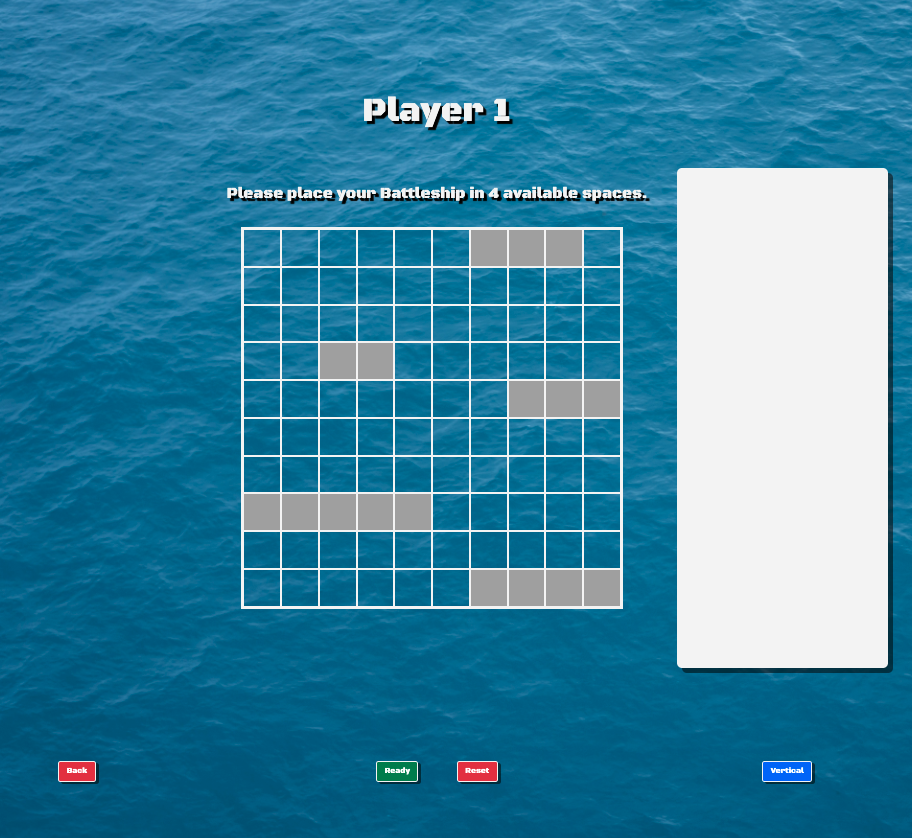 Player 1
Please place your Battleship in 4 available spaces.
Back
Ready
Reset
Vertical